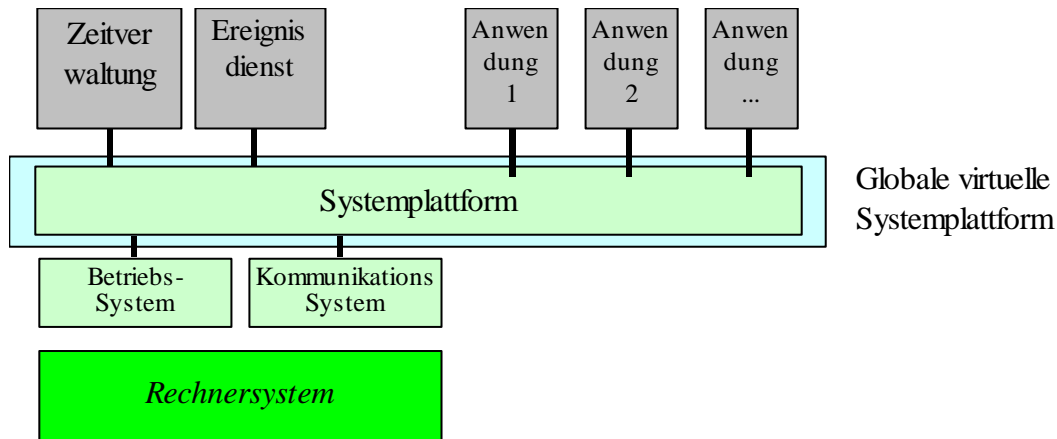 Zeitver
waltung
Ereignis
dienst
Anwen
dung
1
Anwen
dung
2
Anwen
dung
...
Systemplattform
Globale virtuelle
Systemplattform
Betriebs-
System
Kommunikations
System
Rechnersystem